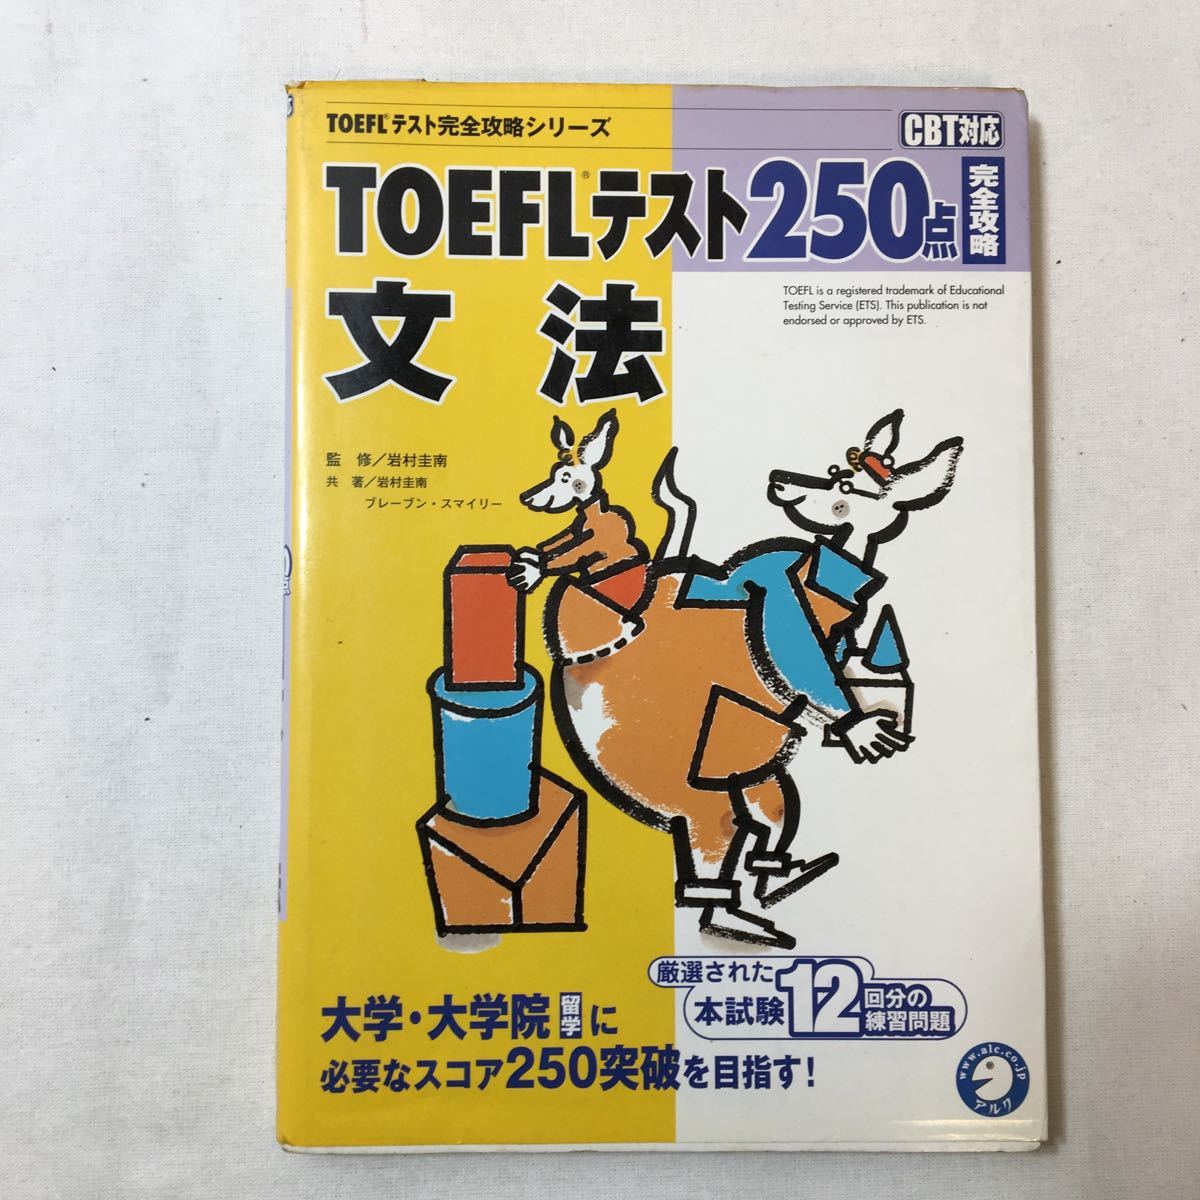 TOEFL®テスト完全攻略シリーズ
CBT対応
TOEFL®テスト250点
完全攻略
文法
TOEFL is a registered trademark of Educational
Testing Service (ETS). This publication is not
endorsed or approved by ETS.
監 修／岩村圭南
共 著／岩村圭南
ブレーブン・スマイリー
厳選された
本試験12回分の
練習問題
大学・大学院留学に
必要なスコア250突破を目指す!
www.alc.co.jp
アルク